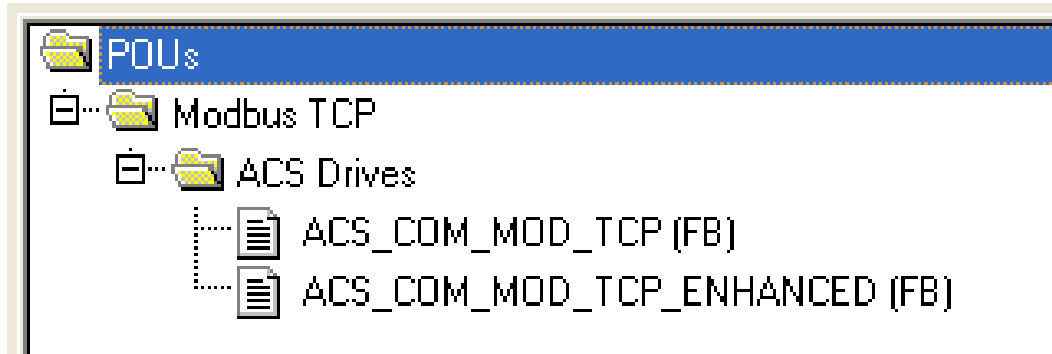 POUs
Modbus TCP
ACS Drives
ACS_COM_MOD_TCP (FB)
ACS_COM_MOD_TCP_ENHANCED (FB)